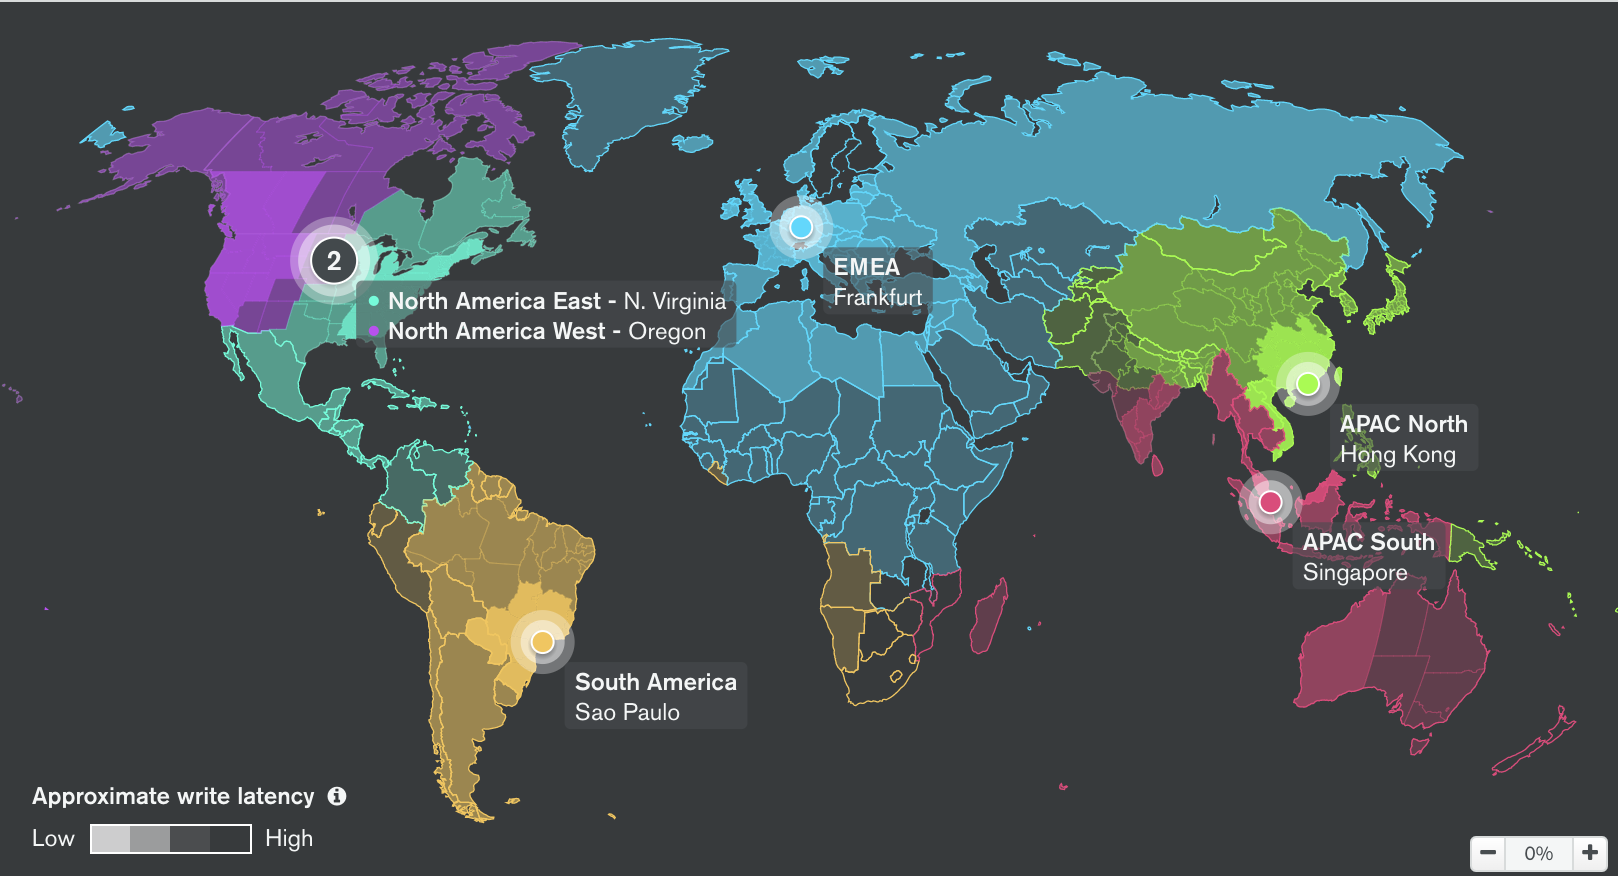 2
North America East - N. Virginia
North America West - Oregon
EMEA
Frankfurt
APAC North
Hong Kong
APAC South
Singapore
South America
Sao Paulo
Approximate write latency i
Low High
0%